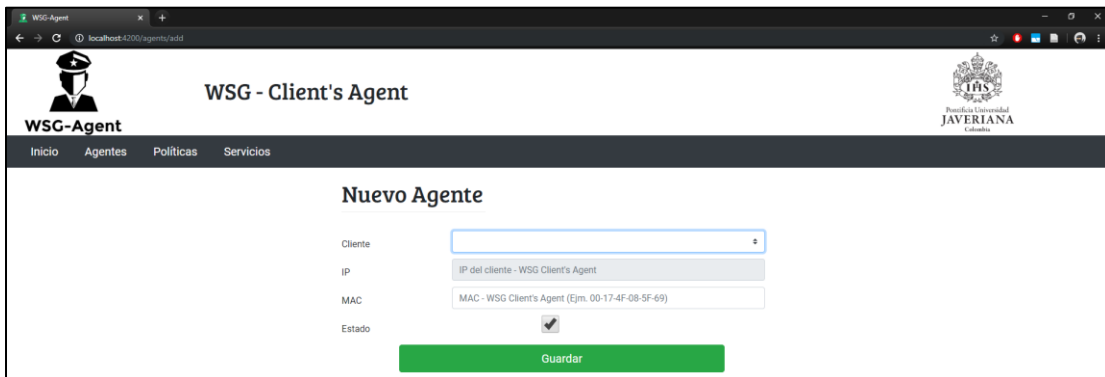 WSG-Agent
localhost:4200/agents/add
WSG-Agent
WSG - Client's Agent
IHS
Pontificia Universidad
JAVERIANA
Colombia
Inicio Agentes Políticas Servicios
Nuevo Agente
Cliente
IP IP del cliente - WSG Client's Agent
MAC MAC - WSG Client's Agent (Ejm. 00-17-4F-08-5F-69)
Estado
Guardar